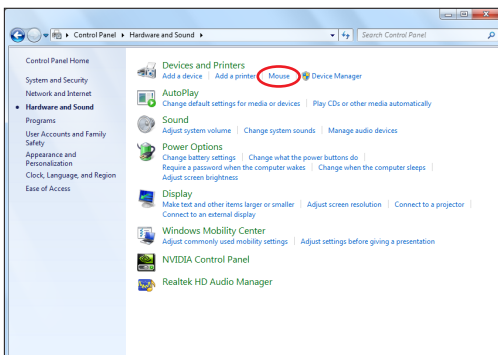 Control Panel ▸ Hardware and Sound ▸
Search Control Panel
Control Panel Home
System and Security
Network and Internet
Hardware and Sound
Programs
User Accounts and Family
Safety
Appearance and
Personalization
Clock, Language, and Region
Ease of Access
Devices and Printers
Add a device | Add a printer | Mouse | Device Manager
AutoPlay
Change default settings for media or devices | Play CDs or other media automatically
Sound
Adjust system volume | Change system sounds | Manage audio devices
Power Options
Change battery settings | Change what the power buttons do |
Require a password when the computer wakes | Change when the computer sleeps |
Adjust screen brightness
Display
Make text and other items larger or smaller | Adjust screen resolution | Connect to a projector |
Connect to an external display
Windows Mobility Center
Adjust commonly used mobility settings | Adjust settings before giving a presentation
NVIDIA Control Panel
Realtek HD Audio Manager